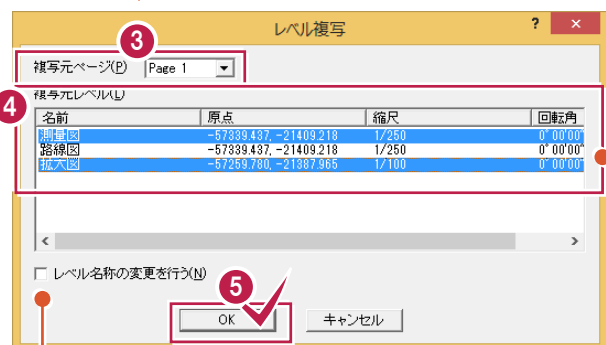 レベル複写
? ×
3
複写元ページ(P) Page 1
4
複写元レベル(L)
名前 原点 縮尺 回転角
測量図 -57339.437, -21409.218 1/250 0° 00'00"
路線図 -57339.437, -21409.218 1/250 0° 00'00"
拡大図 -57259.780, -21387.965 1/100 0° 00'00"
レベル名称の変更を行う(N)
5
OK キャンセル